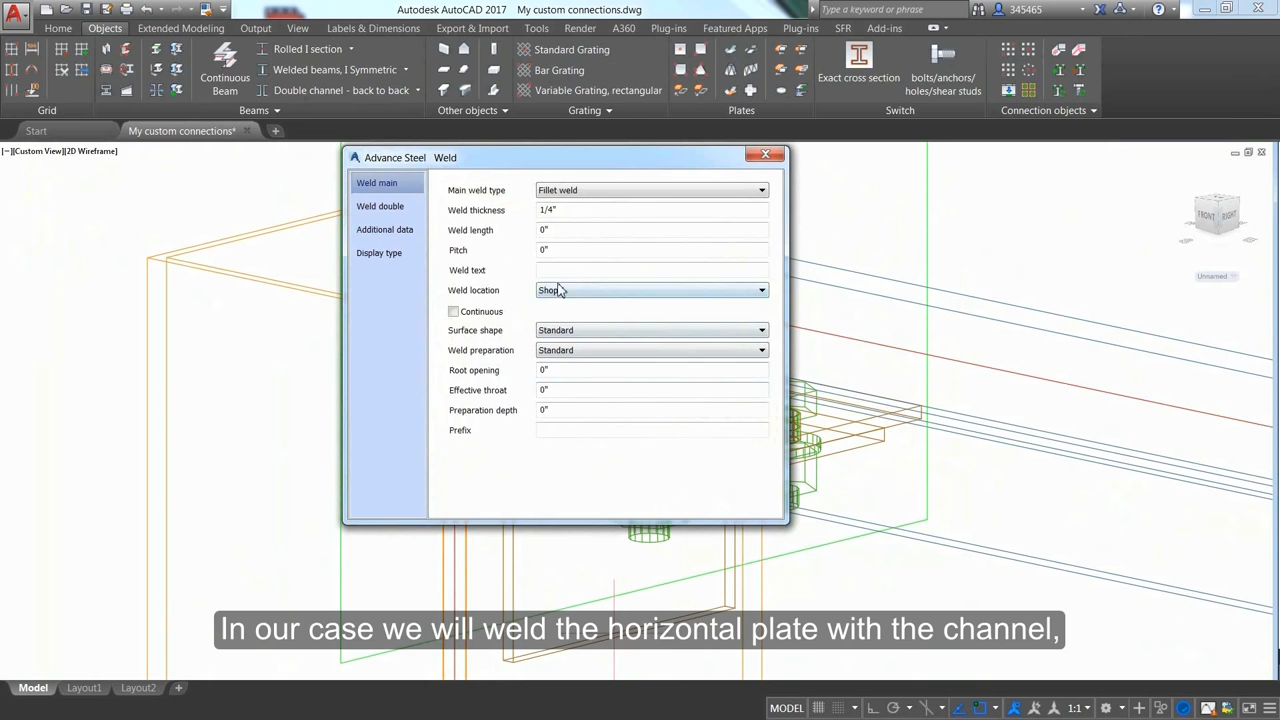 Autodesk AutoCAD 2017 My custom connections.dwg
Type a keyword or phrase
345465
Home Objects Extended Modeling Output View Labels & Dimensions Export & Import Tools Render A360 Plug-ins Featured Apps Plug-ins SFR Add-ins
Rolled I section
Standard Grating
Continuous
Beam
Welded beams, I Symmetric
Bar Grating
Exact cross section
bolts/anchors/
holes/shear studs
Double channel - back to back
Variable Grating, rectangular
Grid Beams Other objects Grating Plates Switch Connection objects
Start My custom connections*
[−][Custom View][2D Wireframe]
Advance Steel Weld
Weld main
Weld double
Additional data
Display type
Main weld type Fillet weld
Weld thickness 1/4"
Weld length 0"
Pitch 0"
Weld text
Weld location Shop
Continuous
Surface shape Standard
Weld preparation Standard
Root opening 0"
Effective throat 0"
Preparation depth 0"
Prefix
FRONT RIGHT
Unnamed
In our case we will weld the horizontal plate with the channel,
Model Layout1 Layout2 +
MODEL 1:1